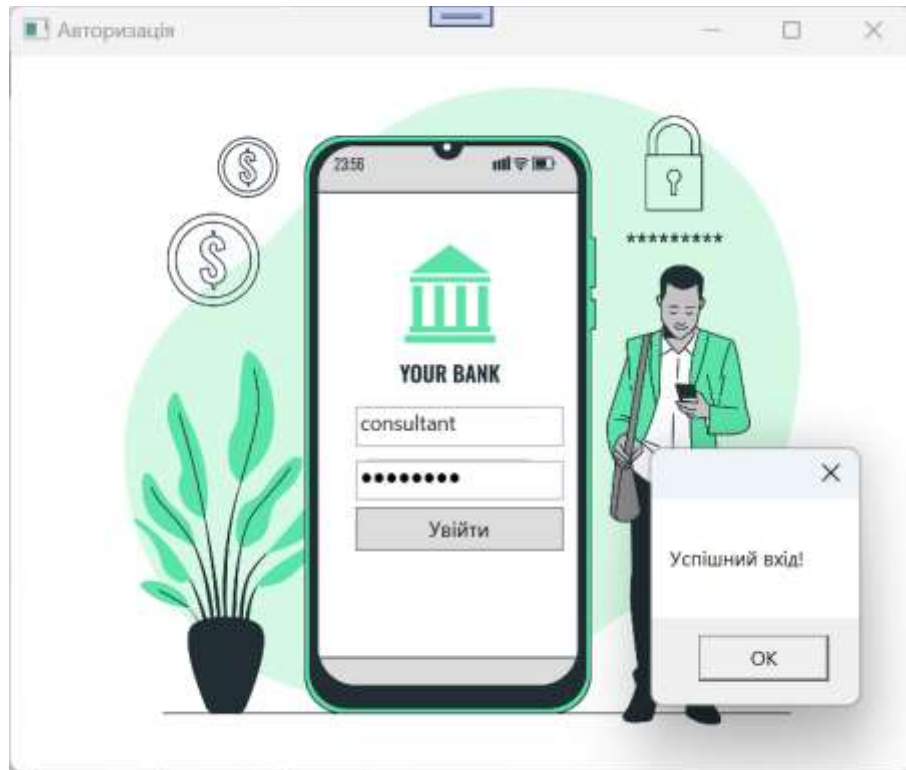 Авторизація
23:56
*********
YOUR BANK
consultant
●●●●●●●●
Увійти
Успішний вхід!
OK